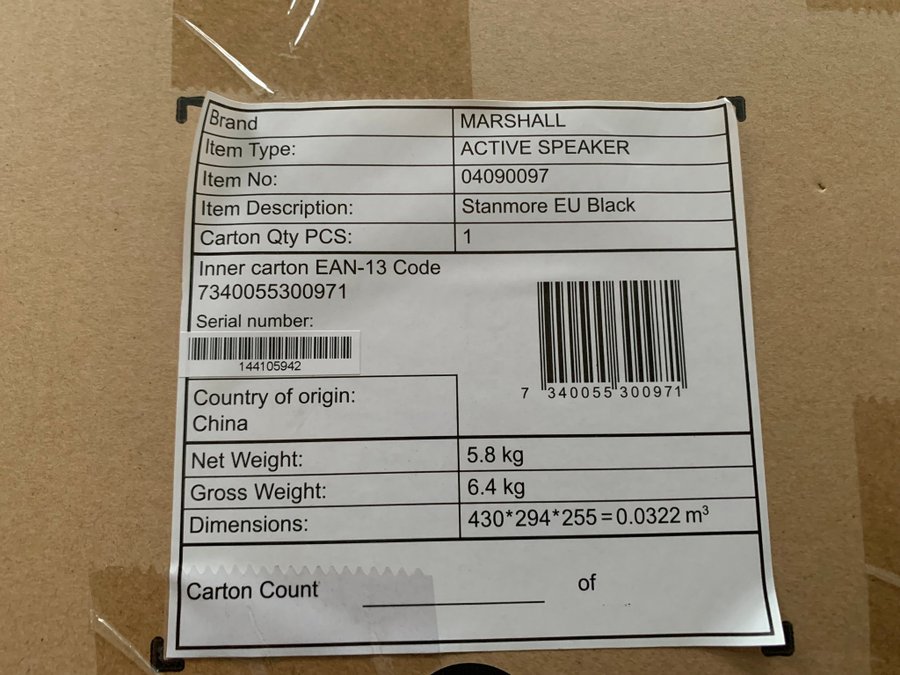 Brand MARSHALL
Item Type: ACTIVE SPEAKER
Item No: 04090097
Item Description: Stanmore EU Black
Carton Qty PCS: 1
Inner carton EAN-13 Code
7340055300971
Serial number:
144105942
7 340055 300971
Country of origin:
China
Net Weight: 5.8 kg
Gross Weight: 6.4 kg
Dimensions: 430*294*255=0.0322 m³
Carton Count ________ of